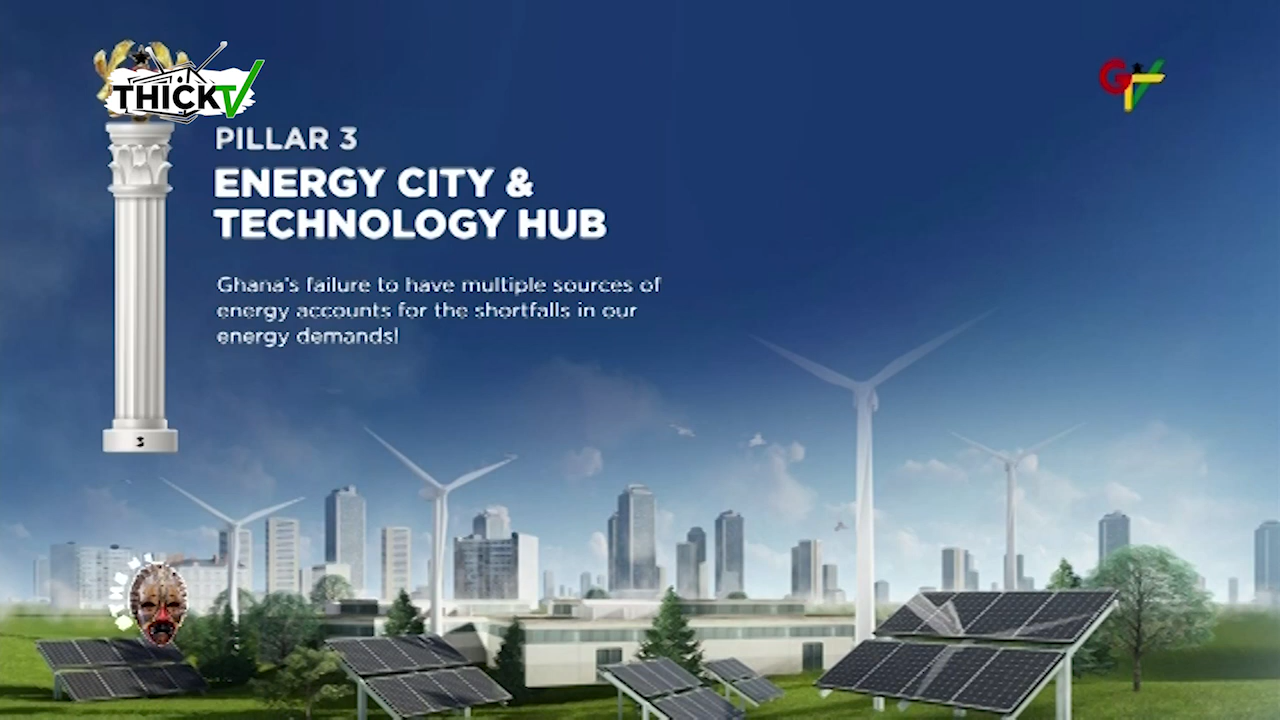 THICKTV
GTV
PILLAR 3
ENERGY CITY &
TECHNOLOGY HUB
Ghana's failure to have multiple sources of
energy accounts for the shortfalls in our
energy demands!
3